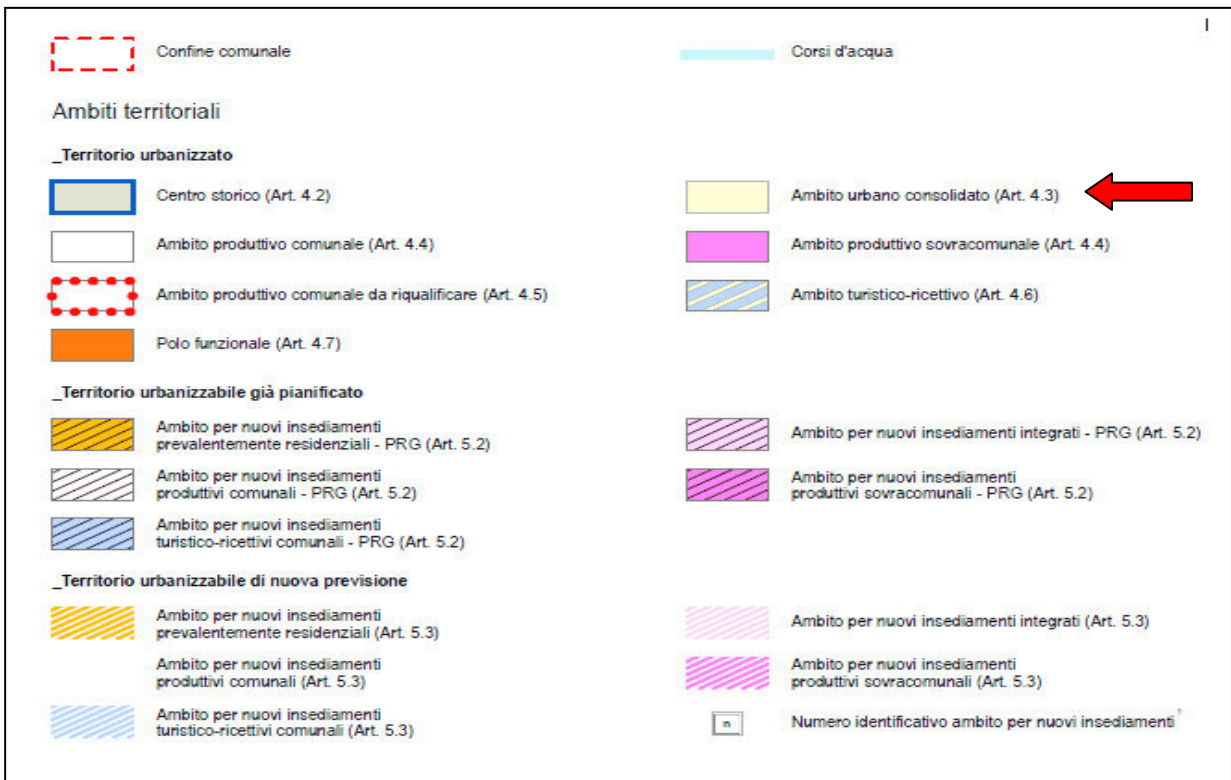 I
Confine comunale
Corsi d'acqua
Ambiti territoriali
_Territorio urbanizzato
Centro storico (Art. 4.2)
Ambito urbano consolidato (Art. 4.3)
Ambito produttivo comunale (Art. 4.4)
Ambito produttivo sovracomunale (Art. 4.4)
Ambito produttivo comunale da riqualificare (Art. 4.5)
Ambito turistico-ricettivo (Art. 4.6)
Polo funzionale (Art. 4.7)
_Territorio urbanizzabile già pianificato
Ambito per nuovi insediamenti
prevalentemente residenziali - PRG (Art. 5.2)
Ambito per nuovi insediamenti integrati - PRG (Art. 5.2)
Ambito per nuovi insediamenti
produttivi comunali - PRG (Art. 5.2)
Ambito per nuovi insediamenti
produttivi sovracomunali - PRG (Art. 5.2)
Ambito per nuovi insediamenti
turistico-ricettivi comunali - PRG (Art. 5.2)
_Territorio urbanizzabile di nuova previsione
Ambito per nuovi insediamenti
prevalentemente residenziali (Art. 5.3)
Ambito per nuovi insediamenti integrati (Art. 5.3)
Ambito per nuovi insediamenti
produttivi comunali (Art. 5.3)
Ambito per nuovi insediamenti
produttivi sovracomunali (Art. 5.3)
Ambito per nuovi insediamenti
turistico-ricettivi comunali (Art. 5.3)
n
Numero identificativo ambito per nuovi insediamenti